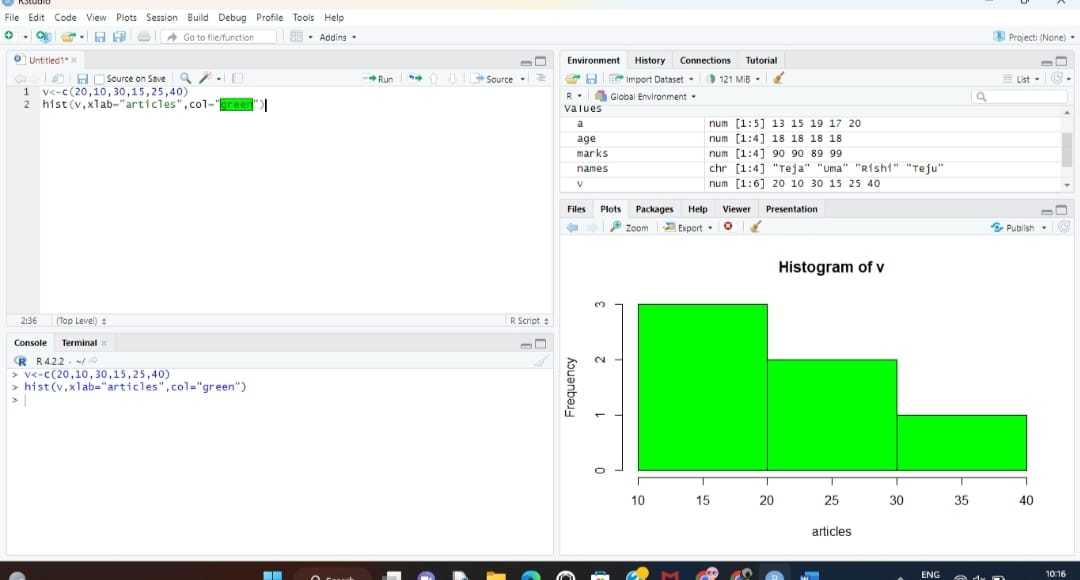 RStudio
File Edit Code View Plots Session Build Debug Profile Tools Help
Go to file/function Addins Project: (None)
Untitled1*
Source on Save Run Source
1 v<-c(20,10,30,15,25,40)
2 hist(v,xlab="articles",col="green")
2:36 (Top Level) R Script
Console Terminal
R 4.2.2 . ~/
> v<-c(20,10,30,15,25,40)
> hist(v,xlab="articles",col="green")
>
Environment History Connections Tutorial
Import Dataset 121 MiB List
R Global Environment
Values
a num [1:5] 13 15 19 17 20
age num [1:4] 18 18 18 18
marks num [1:4] 90 90 89 99
names chr [1:4] "Teja" "Uma" "Rishi" "Teju"
v num [1:6] 20 10 30 15 25 40
Files Plots Packages Help Viewer Presentation
Zoom Export Publish
Histogram of v
Frequency
3
2
1
0
10 15 20 25 30 35 40
articles
Search ENG 10:16